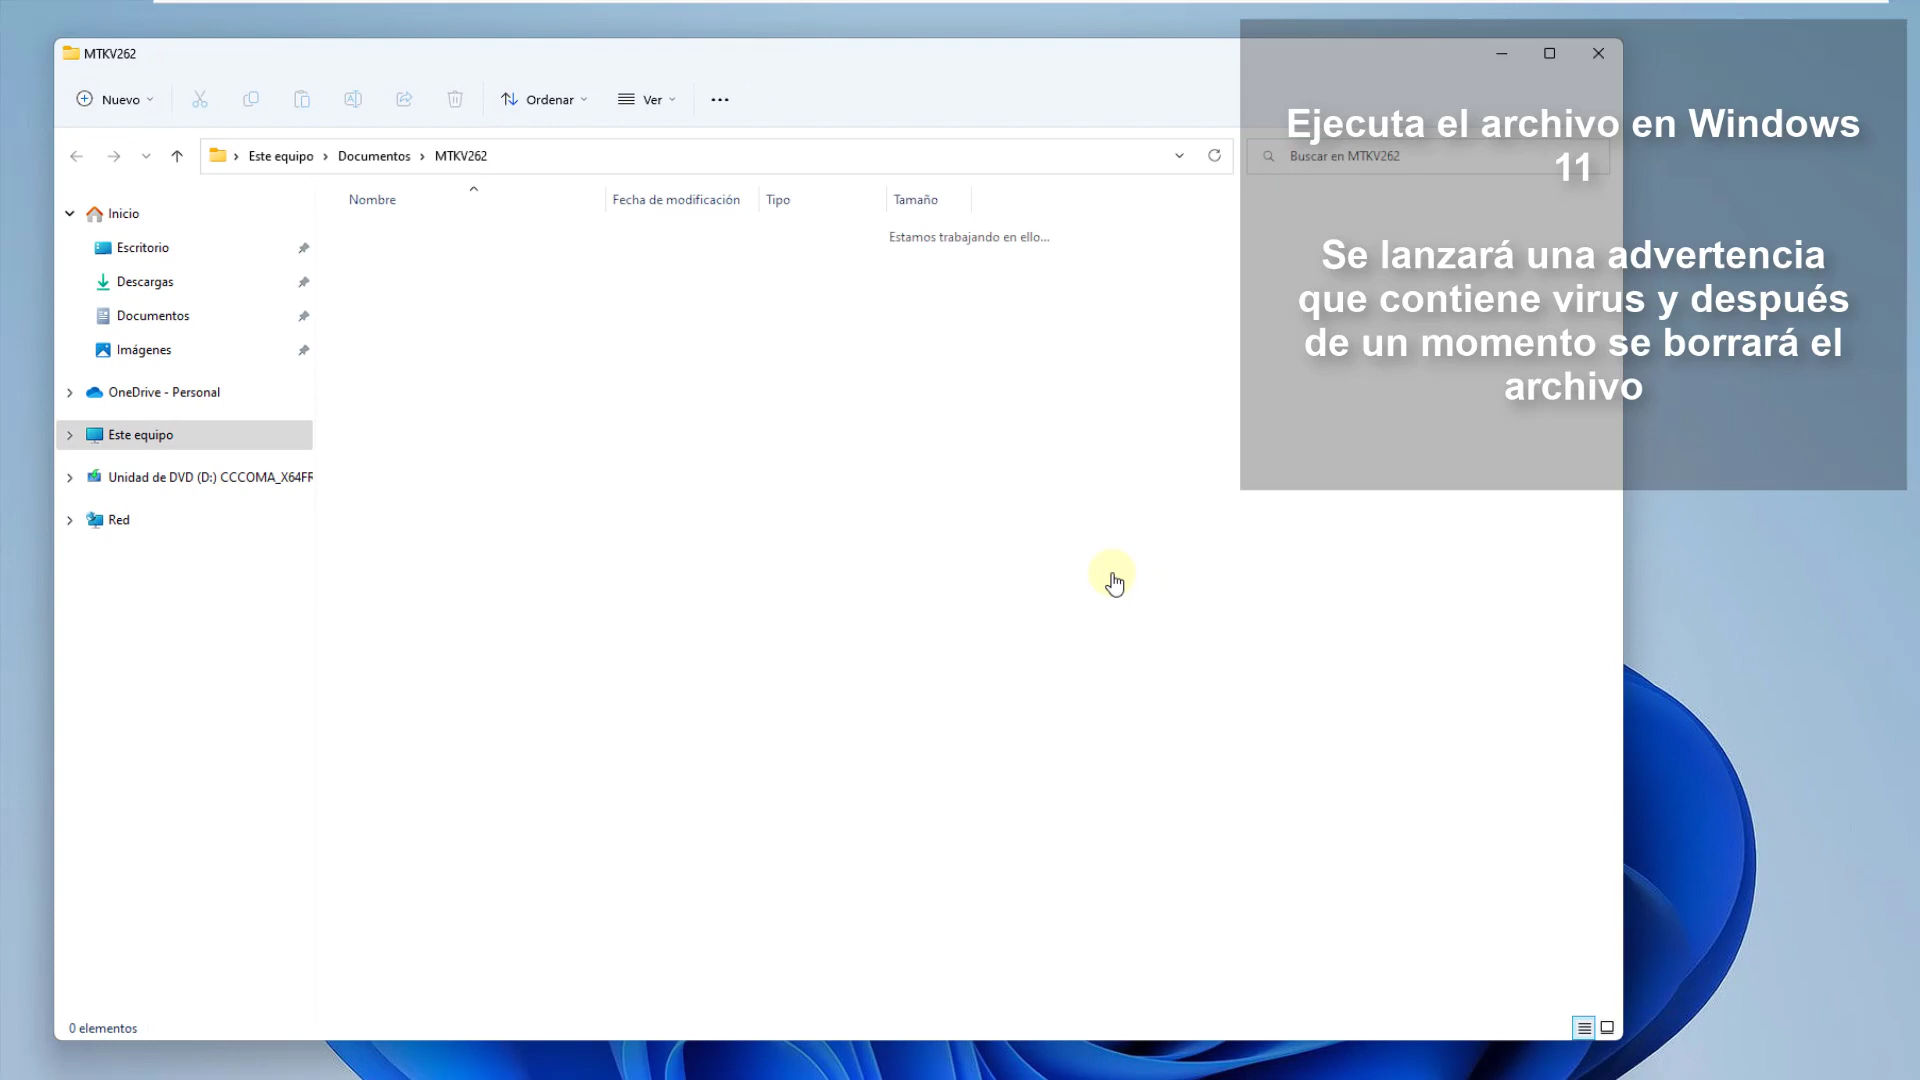 MTKV262
Nuevo
Ordenar
Ver
Este equipo
Documentos
MTKV262
Buscar en MTKV262
Ejecuta el archivo en Windows
11
Se lanzará una advertencia
que contiene virus y después
de un momento se borrará el
archivo
Nombre
Fecha de modificación
Tipo
Tamaño
Estamos trabajando en ello...
Inicio
Escritorio
Descargas
Documentos
Imágenes
OneDrive - Personal
Este equipo
Unidad de DVD (D:) CCCOMA_X64FR
Red
0 elementos